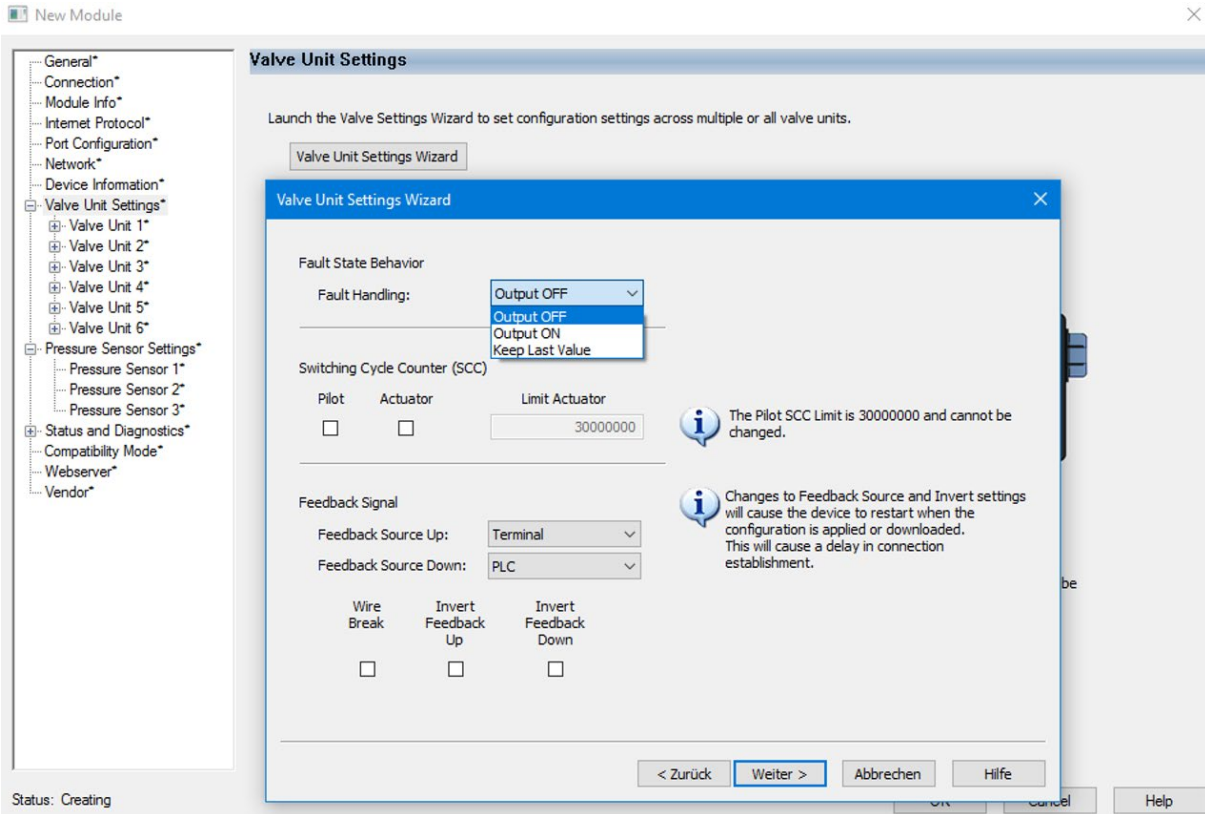 New Module
General*
Connection*
Module Info*
Internet Protocol*
Port Configuration*
Network*
Device Information*
Valve Unit Settings*
Valve Unit 1*
Valve Unit 2*
Valve Unit 3*
Valve Unit 4*
Valve Unit 5*
Valve Unit 6*
Pressure Sensor Settings*
Pressure Sensor 1*
Pressure Sensor 2*
Pressure Sensor 3*
Status and Diagnostics*
Compatibility Mode*
Webserver*
Vendor*
Valve Unit Settings
Launch the Valve Settings Wizard to set configuration settings across multiple or all valve units.
Valve Unit Settings Wizard
Valve Unit Settings Wizard
Fault State Behavior
Fault Handling:
Output OFF
Output OFF
Output ON
Keep Last Value
Switching Cycle Counter (SCC)
Pilot Actuator Limit Actuator
30000000
The Pilot SCC Limit is 30000000 and cannot be
changed.
Feedback Signal
Feedback Source Up: Terminal
Feedback Source Down: PLC
Changes to Feedback Source and Invert settings
will cause the device to restart when the
configuration is applied or downloaded.
This will cause a delay in connection
establishment.
be
Wire
Break
Invert
Feedback
Up
Invert
Feedback
Down
< Zurück Weiter > Abbrechen Hilfe
Status: Creating
Help